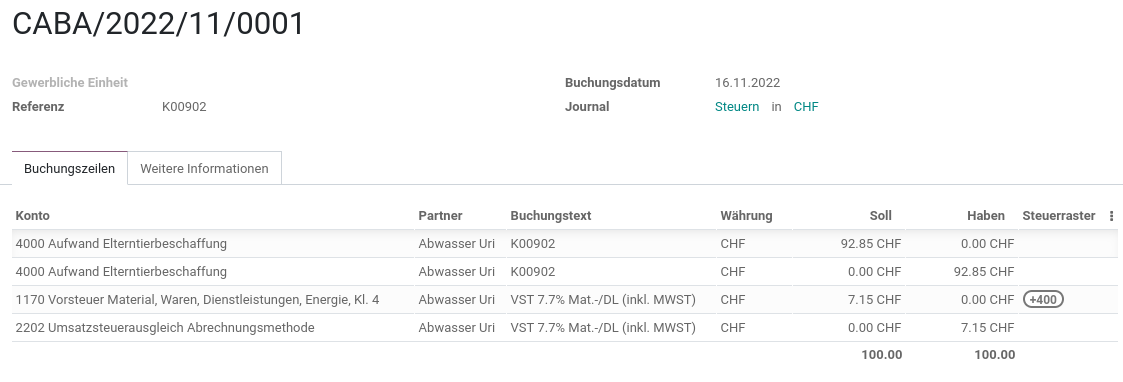 CABA/2022/11/0001
Gewerbliche Einheit Buchungsdatum 16.11.2022
Referenz K00902 Journal Steuern in CHF
Buchungszeilen Weitere Informationen
Konto Partner Buchungstext Währung Soll Haben Steuerraster
4000 Aufwand Elterntierbeschaffung Abwasser Uri K00902 CHF 92.85 CHF 0.00 CHF
4000 Aufwand Elterntierbeschaffung Abwasser Uri K00902 CHF 0.00 CHF 92.85 CHF
1170 Vorsteuer Material, Waren, Dienstleistungen, Energie, Kl. 4 Abwasser Uri VST 7.7% Mat.-/DL (inkl. MWST) CHF 7.15 CHF 0.00 CHF +400
2202 Umsatzsteuerausgleich Abrechnungsmethode Abwasser Uri VST 7.7% Mat.-/DL (inkl. MWST) CHF 0.00 CHF 7.15 CHF
100.00 100.00